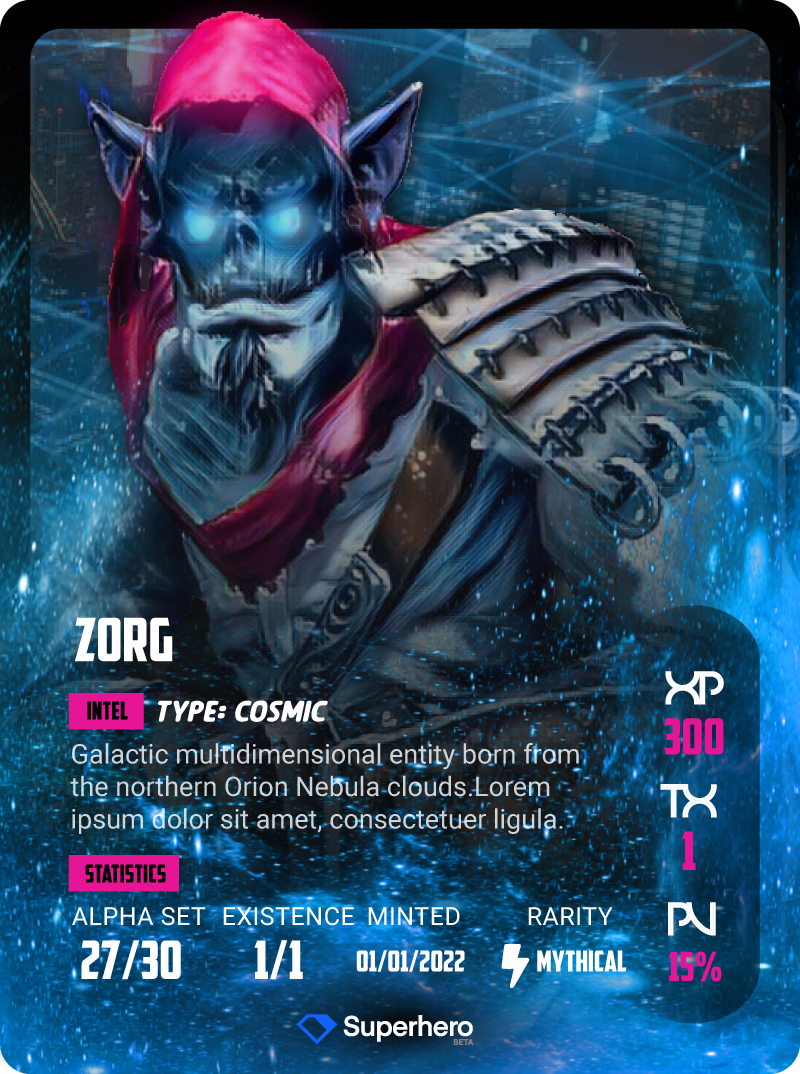 ZORG
INTEL TYPE: COSMIC
Galactic multidimensional entity born from
the northern Orion Nebula clouds.Lorem
ipsum dolor sit amet, consectetuer ligula.
STATISTICS
ALPHA SET EXISTENCE MINTED RARITY
27/30 1/1 01/01/2022 MYTHICAL
XP
300
TX
1
PV
15%
Superhero
BETA